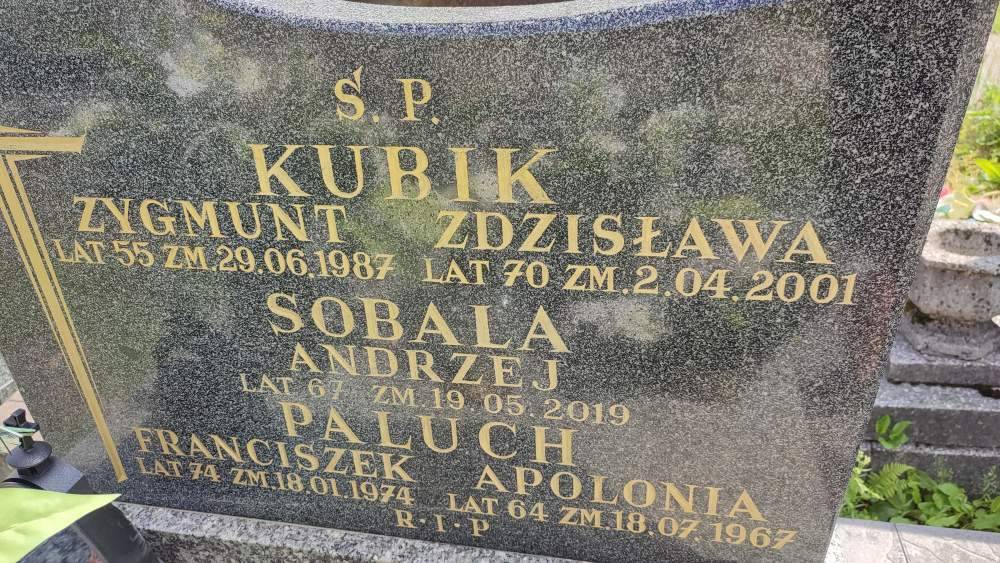 Ś. P.
KUBIK
ZYGMUNT ZDZISŁAWA
LAT 55 ZM. 29.06.1987 LAT 70 ZM. 2.04.2001
SOBALA
ANDRZEJ
LAT 67 ZM. 19.05.2019
PALUCH
FRANCISZEK APOLONIA
LAT 74 ZM. 18.01.1974 LAT 64 ZM. 18.07.1967
R·I·P